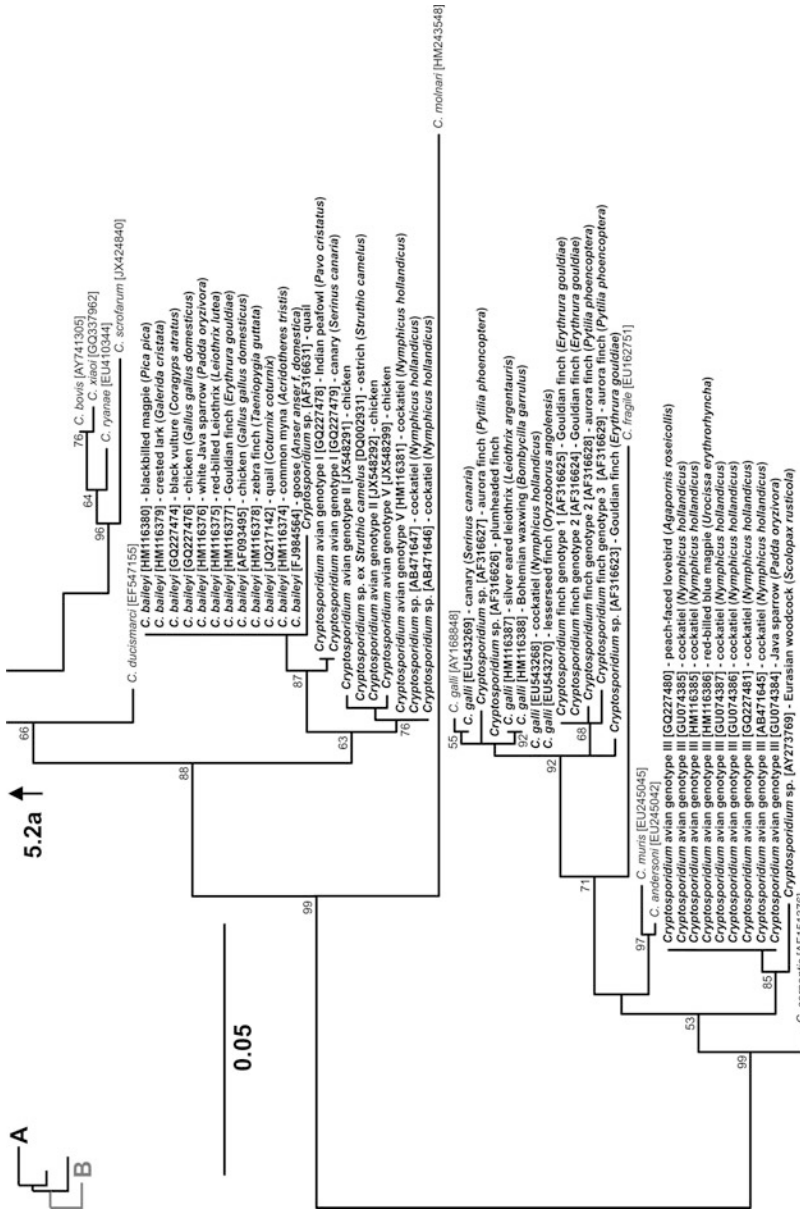 5.2a
A
B
0.05
66
C. ducismarci [EF547155]
76
C. bovis [AY741305]
64
C. xiaoi [GQ337962]
96
C. ryanae [EU410344]
C. scrofarum [JX424840]
88
87
C. baileyi [HM116380] - blackbilled magpie (Pica pica)
C. baileyi [HM116379] - crested lark (Galerida cristata)
C. baileyi [GQ227474] - black vulture (Coragyps atratus)
C. baileyi [GQ227476] - chicken (Gallus gallus domesticus)
C. baileyi [HM116376] - white Java sparrow (Padda oryzivora)
C. baileyi [HM116375] - red-billed Leiothrix (Leiothrix lutea)
C. baileyi [HM116377] - Gouldian finch (Erythrura gouldiae)
C. baileyi [AF093495] - chicken (Gallus gallus domesticus)
C. baileyi [HM116378] - zebra finch (Taeniopygia guttata)
C. baileyi [JQ217142] - quail (Coturnix coturnix)
C. baileyi [HM116374] - common myna (Acridotheres tristis)
C. baileyi [FJ984564] - goose (Anser anser f. domestica)
Cryptosporidium sp. [AF316631] - quail
Cryptosporidium avian genotype I [GQ227478] - Indian peafowl (Pavo cristatus)
Cryptosporidium avian genotype I [GQ227479] - canary (Serinus canaria)
63
Cryptosporidium avian genotype II [JX548291] - chicken
Cryptosporidium sp. ex Struthio camelus [DQ002931] - ostrich (Struthio camelus)
Cryptosporidium avian genotype II [JX548292] - chicken
Cryptosporidium avian genotype V [JX548299] - chicken
76
Cryptosporidium avian genotype V [HM116381] - cockatiel (Nymphicus hollandicus)
Cryptosporidium sp. [AB471647] - cockatiel (Nymphicus hollandicus)
Cryptosporidium sp. [AB471646] - cockatiel (Nymphicus hollandicus)
99
C. molnari [HM243548]
55
C. galli [AY168848]
C. galli [EU543269] - canary (Serinus canaria)
Cryptosporidium sp. [AF316627] - aurora finch (Pytilia phoencoptera)
Cryptosporidium sp. [AF316626] - plumheaded finch
C. galli [HM116387] - silver eared leiothrix (Leiothrix argentauris)
92
C. galli [HM116388] - Bohemian waxwing (Bombycilla garrulus)
C. galli [EU543268] - cockatiel (Nymphicus hollandicus)
C. galli [EU543270] - lesserseed finch (Oryzoborus angolensis)
92
Cryptosporidium finch genotype 1 [AF316625] - Gouldian finch (Erythrura gouldiae)
Cryptosporidium finch genotype 2 [AF316624] - Gouldian finch (Erythrura gouldiae)
68
Cryptosporidium finch genotype 2 [AF316628] - aurora finch (Pytilia phoencoptera)
Cryptosporidium finch genotype 3 [AF316629] - aurora finch (Pytilia phoencoptera)
Cryptosporidium sp. [AF316623] - Gouldian finch (Erythrura gouldiae)
71
C. fragile [EU162751]
97
C. muris [EU245045]
C. andersoni [EU245042]
53
Cryptosporidium avian genotype III [GQ227480] - peach-faced lovebird (Agapornis roseicollis)
Cryptosporidium avian genotype III [GU074385] - cockatiel (Nymphicus hollandicus)
Cryptosporidium avian genotype III [HM116385] - cockatiel (Nymphicus hollandicus)
Cryptosporidium avian genotype III [HM116386] - red-billed blue magpie (Urocissa erythrorhyncha)
Cryptosporidium avian genotype III [GU074387] - cockatiel (Nymphicus hollandicus)
Cryptosporidium avian genotype III [GU074386] - cockatiel (Nymphicus hollandicus)
Cryptosporidium avian genotype III [GQ227481] - cockatiel (Nymphicus hollandicus)
Cryptosporidium avian genotype III [AB471645] - cockatiel (Nymphicus hollandicus)
Cryptosporidium avian genotype III [GU074384] - Java sparrow (Padda oryzivora)
85
Cryptosporidium sp. [AY273769] - Eurasian woodcock (Scolopax rusticola)
99